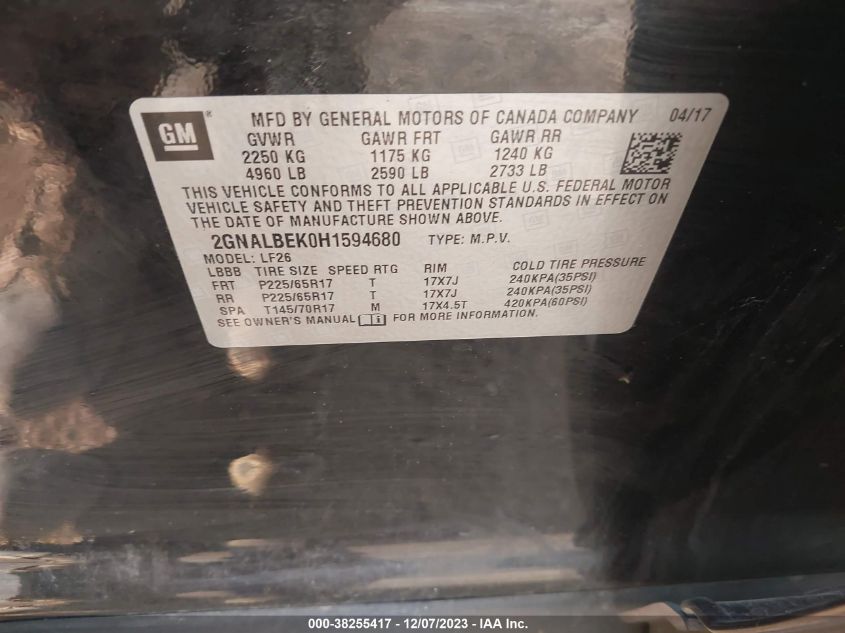 GM®
MFD BY GENERAL MOTORS OF CANADA COMPANY 04/17
GVWR GAWR FRT GAWR RR
2250 KG 1175 KG 1240 KG
4960 LB 2590 LB 2733 LB
THIS VEHICLE CONFORMS TO ALL APPLICABLE U.S. FEDERAL MOTOR
VEHICLE SAFETY AND THEFT PREVENTION STANDARDS IN EFFECT ON
THE DATE OF MANUFACTURE SHOWN ABOVE.
2GNALBEK0H1594680 TYPE: M.P.V.
MODEL: LF26
LBBB TIRE SIZE SPEED RTG RIM COLD TIRE PRESSURE
FRT P225/65R17 T 17X7J 240KPA(35PSI)
RR P225/65R17 T 17X7J 240KPA(35PSI)
SPA T145/70R17 M 17X4.5T 420KPA(60PSI)
SEE OWNER'S MANUAL FOR MORE INFORMATION.
000-38255417 - 12/07/2023 - IAA Inc.